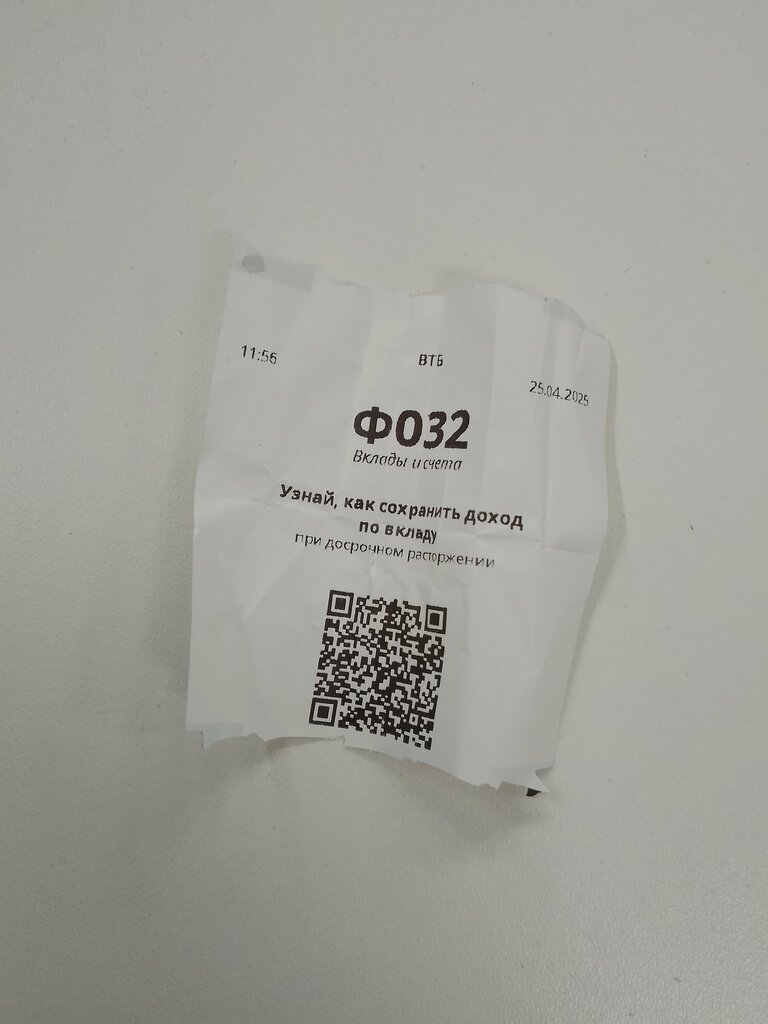 11:56 ВТБ 25.04.2025
Ф032
Вклады и счета
Узнай, как сохранить доход
по вкладу
при досрочном расторжении